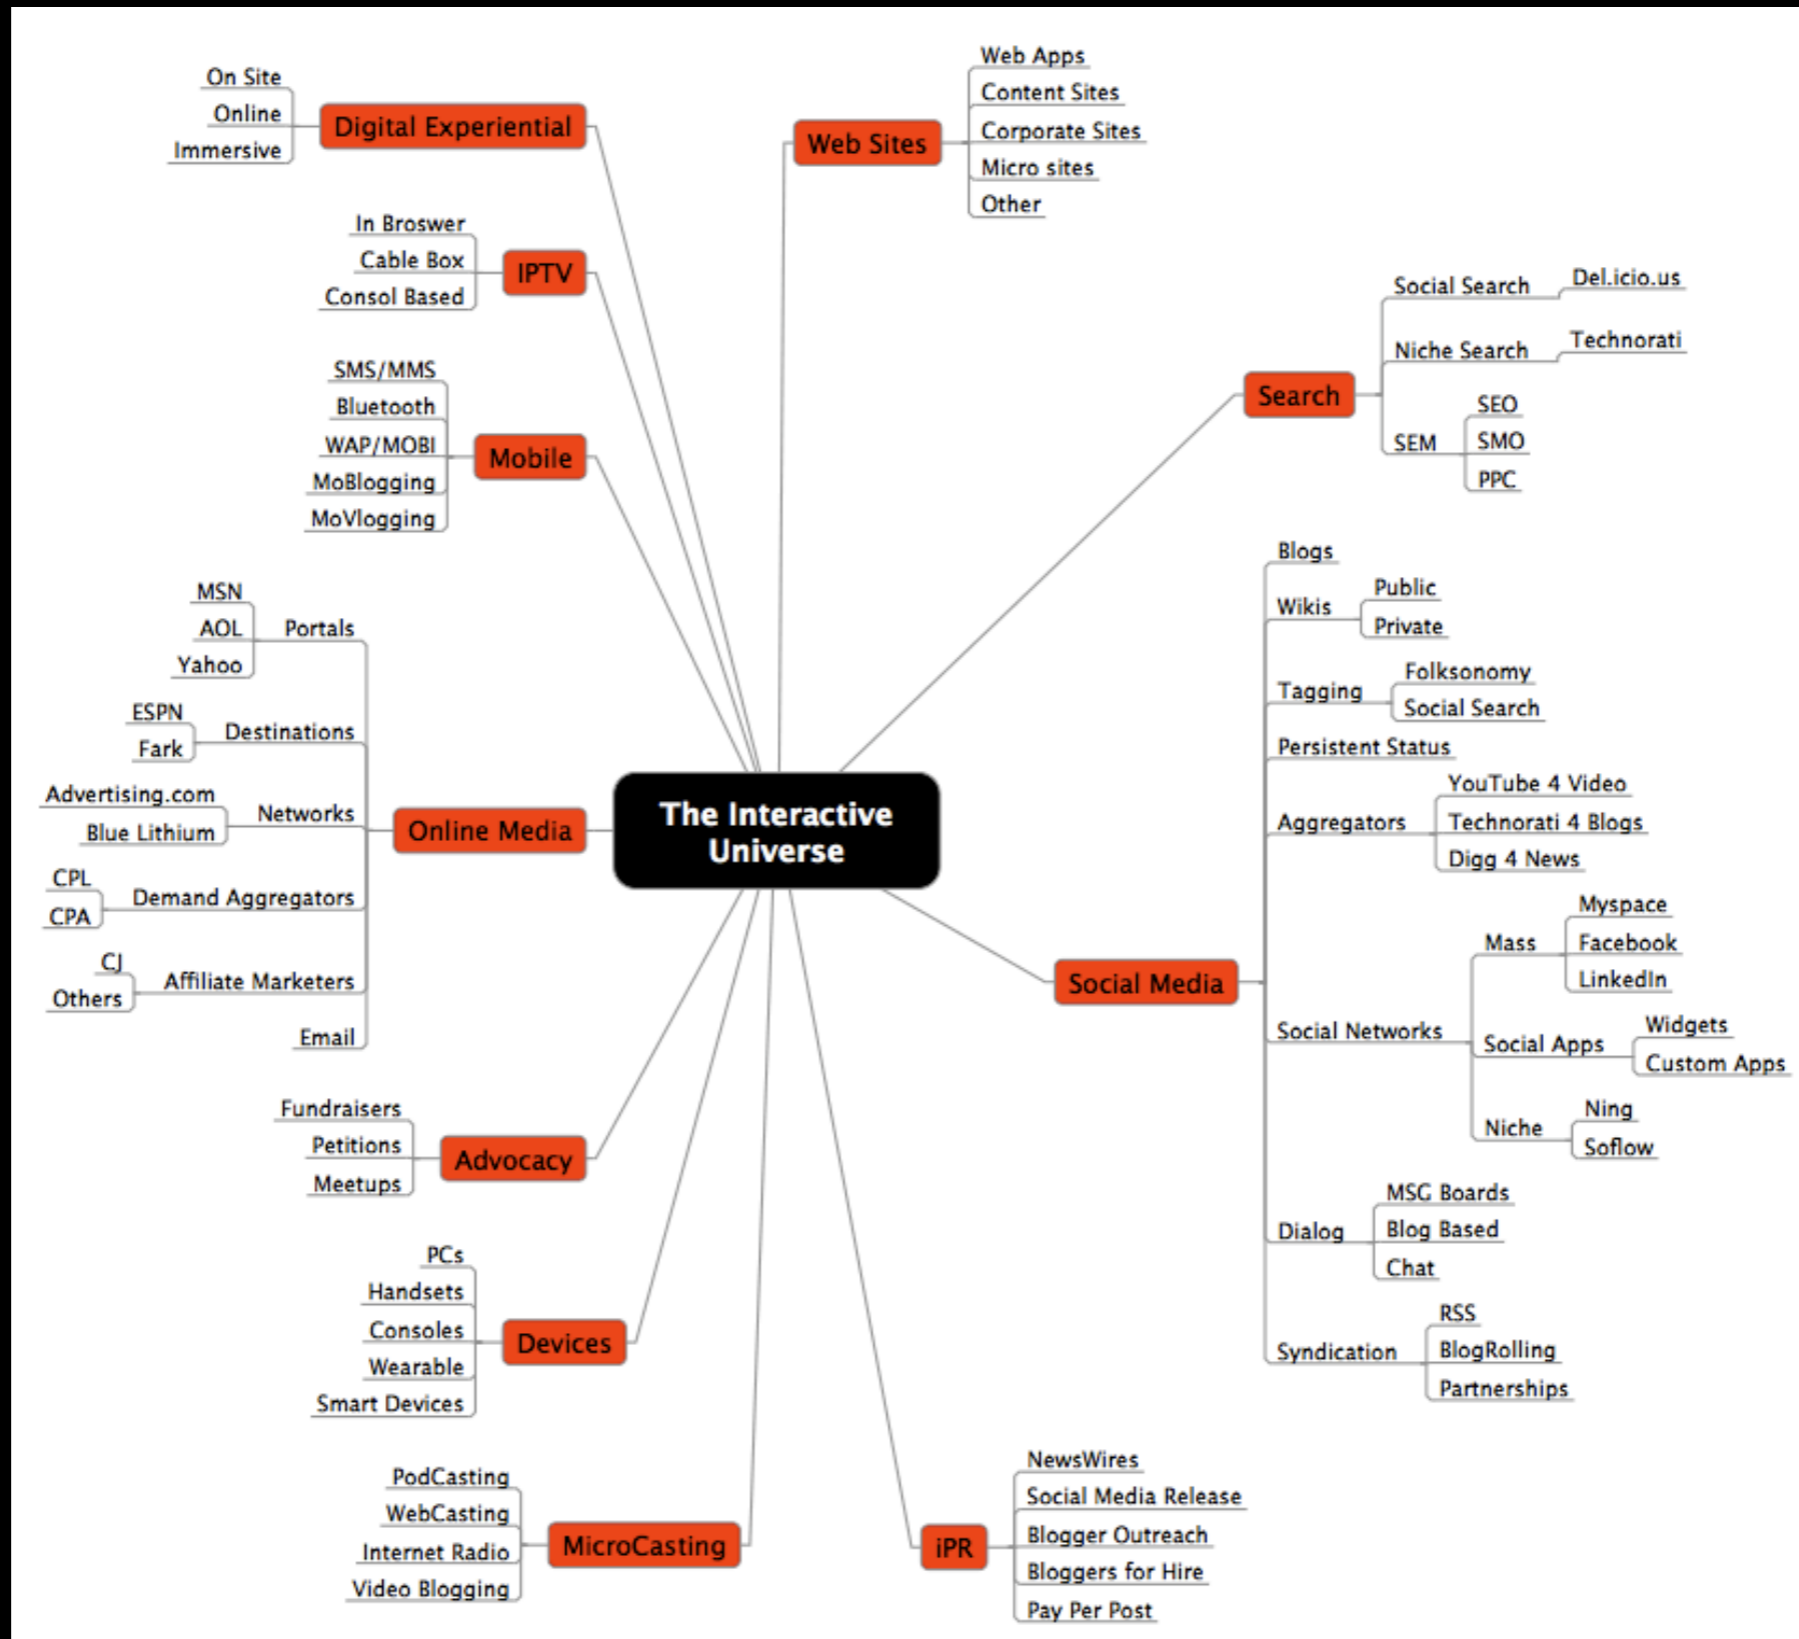 The Interactive
Universe
Web Sites
Web Apps
Content Sites
Corporate Sites
Micro sites
Other
Search
Social Search
Del.icio.us
Niche Search
Technorati
SEM
SEO
SMO
PPC
Social Media
Blogs
Wikis
Public
Private
Tagging
Folksonomy
Social Search
Persistent Status
Aggregators
YouTube 4 Video
Technorati 4 Blogs
Digg 4 News
Social Networks
Mass
Myspace
Facebook
LinkedIn
Social Apps
Widgets
Custom Apps
Niche
Ning
Soflow
Dialog
MSG Boards
Blog Based
Chat
Syndication
RSS
BlogRolling
Partnerships
iPR
NewsWires
Social Media Release
Blogger Outreach
Bloggers for Hire
Pay Per Post
Digital Experiential
On Site
Online
Immersive
IPTV
In Broswer
Cable Box
Consol Based
Mobile
SMS/MMS
Bluetooth
WAP/MOBI
MoBlogging
MoVlogging
Online Media
Portals
MSN
AOL
Yahoo
Destinations
ESPN
Fark
Networks
Advertising.com
Blue Lithium
Demand Aggregators
CPL
CPA
Affiliate Marketers
CJ
Others
Email
Advocacy
Fundraisers
Petitions
Meetups
Devices
PCs
Handsets
Consoles
Wearable
Smart Devices
MicroCasting
PodCasting
WebCasting
Internet Radio
Video Blogging